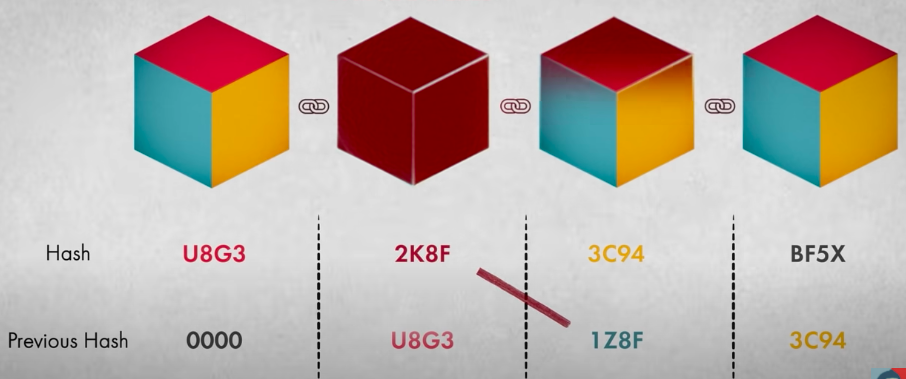 Hash U8G3 2K8F 3C94 BF5X
Previous Hash 0000 U8G3 1Z8F 3C94